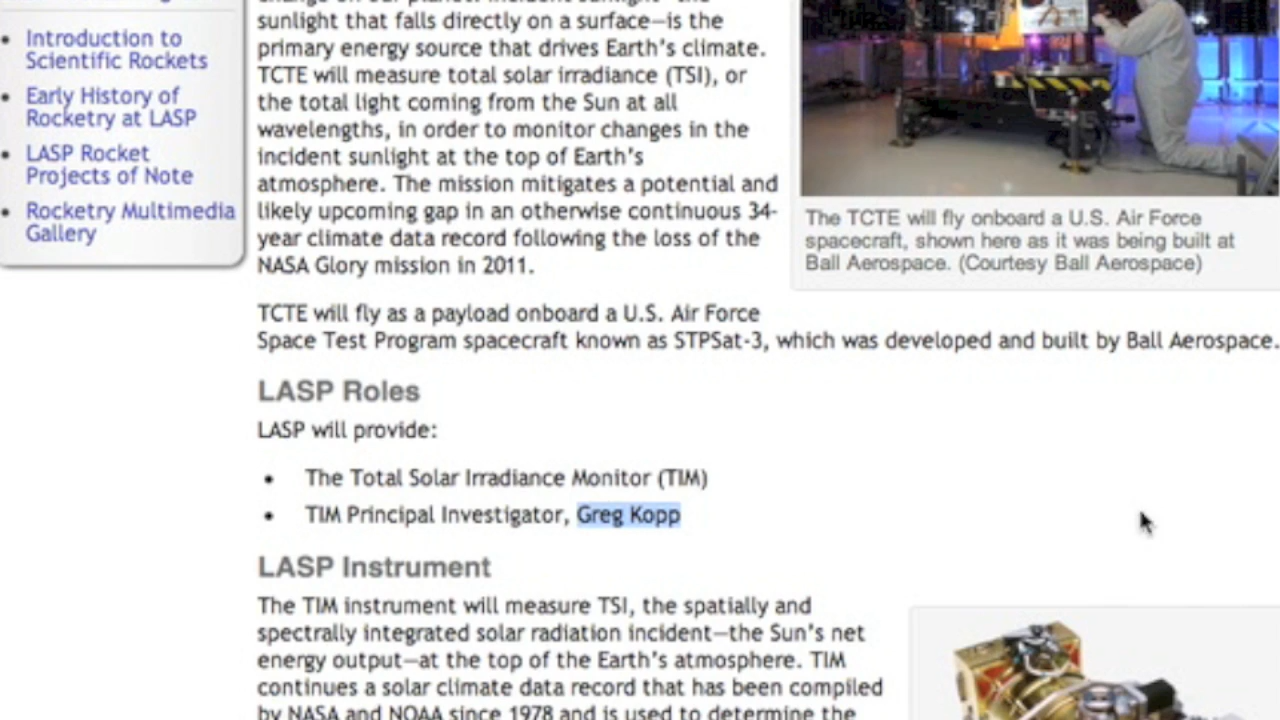 Introduction to
Scientific Rockets
Early History of
Rocketry at LASP
LASP Rocket
Projects of Note
Rocketry Multimedia
Gallery
sunlight that falls directly on a surface—is the
primary energy source that drives Earth's climate.
TCTE will measure total solar irradiance (TSI), or
the total light coming from the Sun at all
wavelengths, in order to monitor changes in the
incident sunlight at the top of Earth's
atmosphere. The mission mitigates a potential and
likely upcoming gap in an otherwise continuous 34-
year climate data record following the loss of the
NASA Glory mission in 2011.
The TCTE will fly onboard a U.S. Air Force
spacecraft, shown here as it was being built at
Ball Aerospace. (Courtesy Ball Aerospace)
TCTE will fly as a payload onboard a U.S. Air Force
Space Test Program spacecraft known as STPSat-3, which was developed and built by Ball Aerospace.
LASP Roles
LASP will provide:
• The Total Solar Irradiance Monitor (TIM)
• TIM Principal Investigator, Greg Kopp
LASP Instrument
The TIM instrument will measure TSI, the spatially and
spectrally integrated solar radiation incident—the Sun's net
energy output—at the top of the Earth's atmosphere. TIM
continues a solar climate data record that has been compiled
by NASA and NOAA since 1978 and is used to determine the